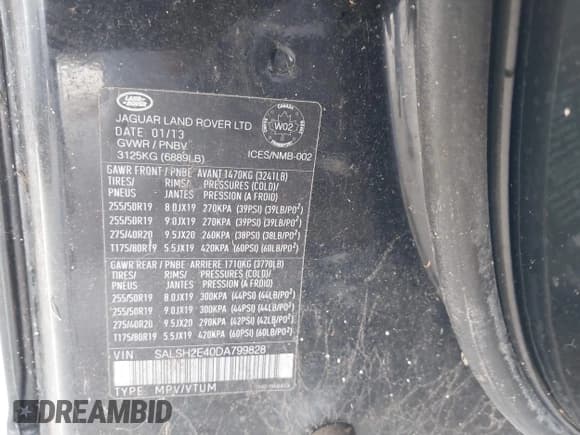 LAND
ROVER
JAGUAR LAND ROVER LTD
DATE 01/13
GVWR / PNBV
3125KG (6889LB)
CANADA
W02
ICES/NMB-002
GAWR FRONT / PNBE AVANT 1470KG (3241LB)
TIRES/ RIMS/ PRESSURES (COLD)/
PNEUS JANTES PRESSION (A FROID)
255/50R19 8.0JX19 270KPA (39PSI) (39LB/PO²)
255/50R19 9.0JX19 270KPA (39PSI) (39LB/PO²)
275/40R20 9.5JX20 260KPA (38PSI) (38LB/PO²)
T175/80R19 5.5JX19 420KPA (60PSI) (60LB/PO²)
GAWR REAR / PNBE ARRIERE 1710KG (3770LB)
TIRES/ RIMS/ PRESSURES (COLD)/
PNEUS JANTES PRESSION (A FROID)
255/50R19 8.0JX19 300KPA (44PSI) (44LB/PO²)
255/50R19 9.0JX19 300KPA (44PSI) (44LB/PO²)
275/40R20 9.5JX20 290KPA (42PSI) (42LB/PO²)
T175/80R19 5.5JX19 420KPA (60PSI) (60LB/PO²)
VIN SALSH2E40DA799828
TYPE MPV/VTUM
DREAMBID